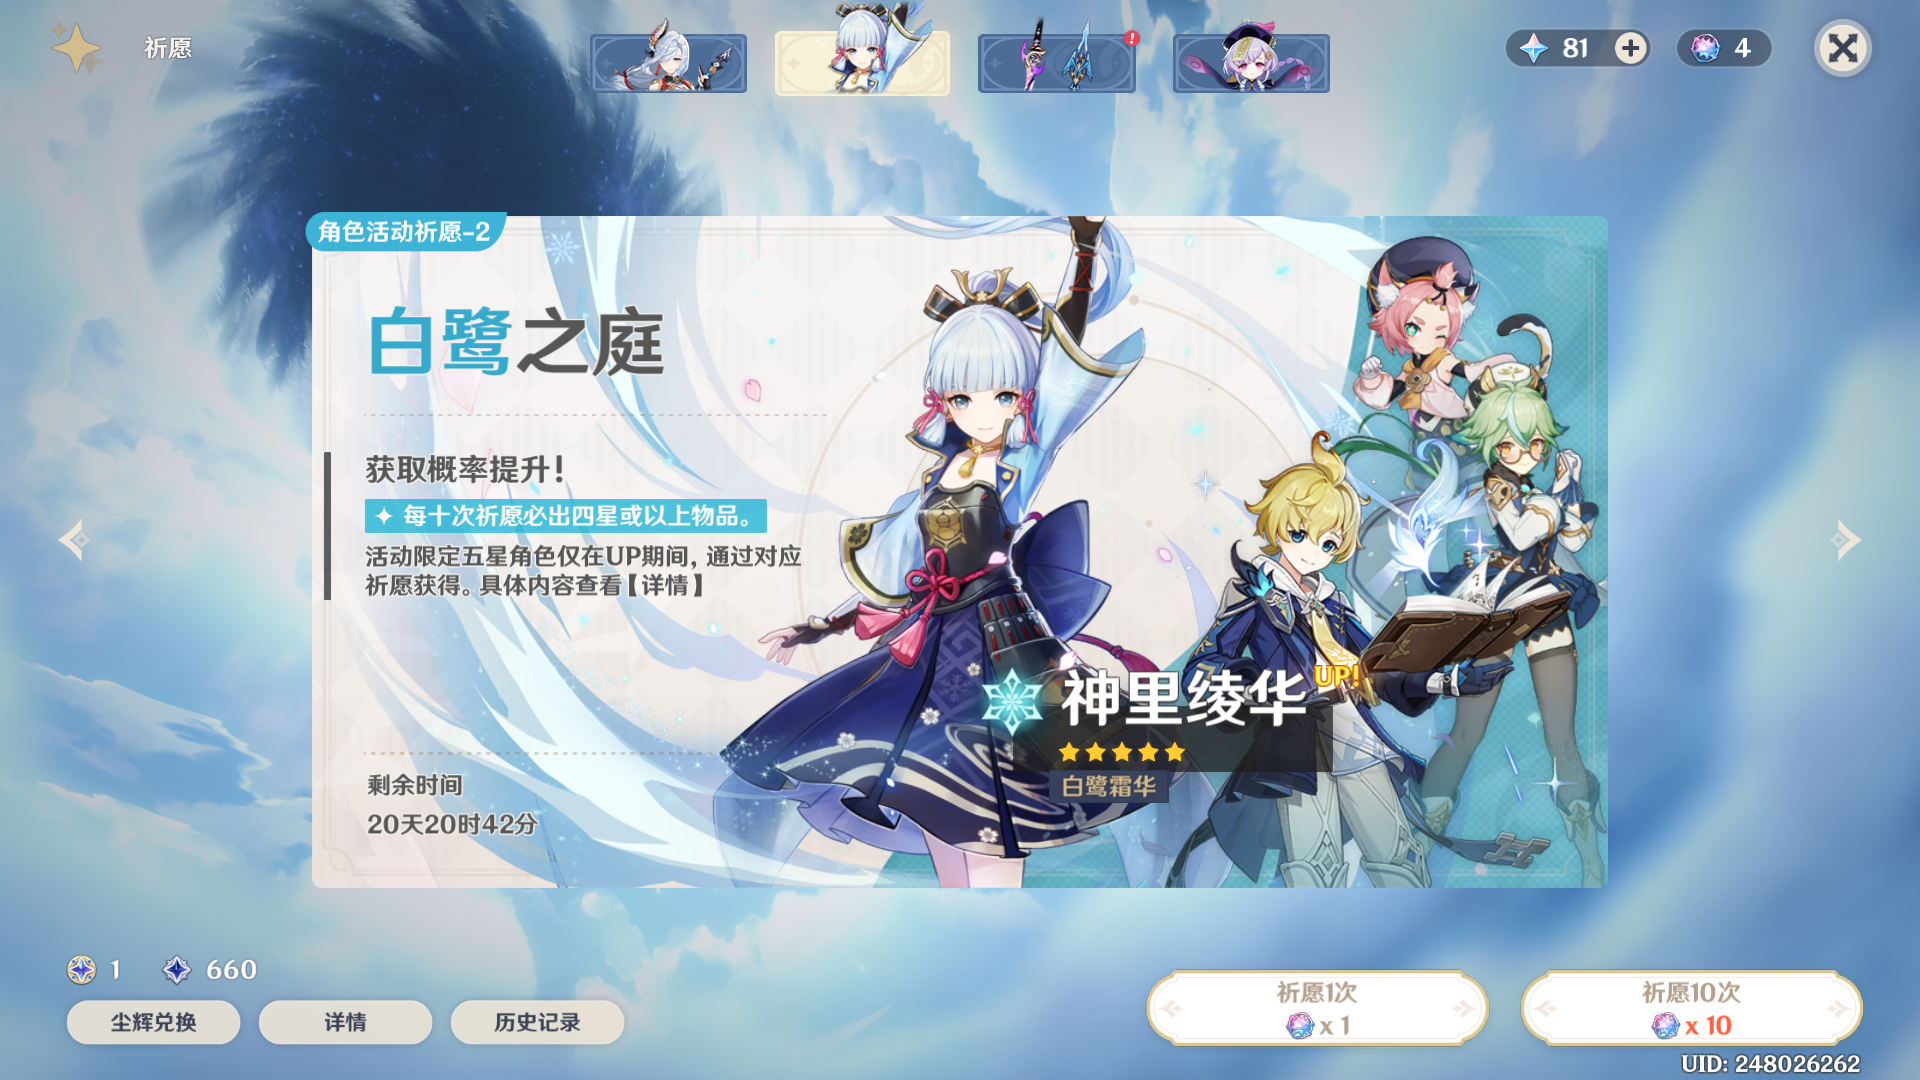 祈愿
81
4
角色活动祈愿-2
白鹭之庭
获取概率提升！
每十次祈愿必出四星或以上物品。
活动限定五星角色仅在UP期间，通过对应
祈愿获得。具体内容查看【详情】
神里绫华 UP!
白鹭霜华
剩余时间
20天20时42分
1
660
尘辉兑换
详情
历史记录
祈愿1次
x 1
祈愿10次
x 10
UID: 248026262